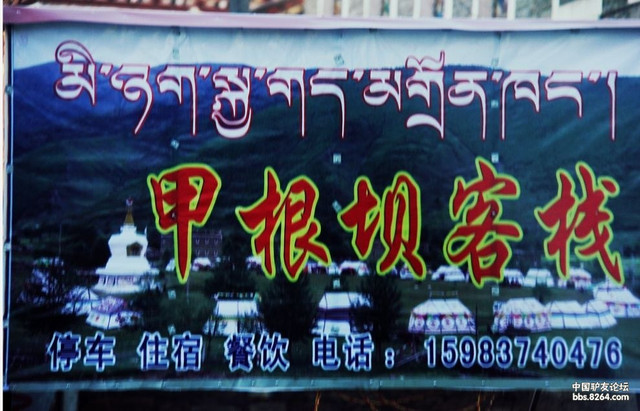 མི་ཉག་རྐྱ་གད་མགྲོན་ཁང་།
甲根坝客栈
停车 住宿 餐饮 电话：15983740476
中国驴友论坛
bbs.8264.com